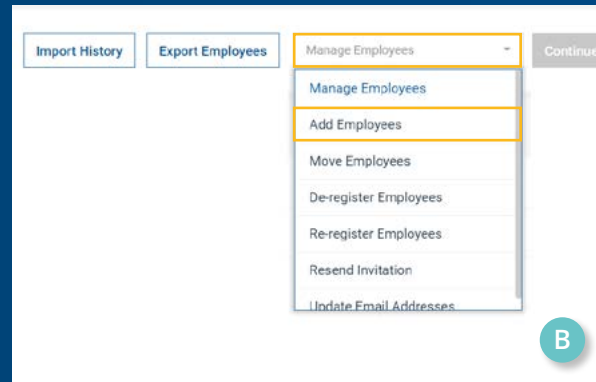 Import History Export Employees Manage Employees Continue
Manage Employees
Add Employees
Move Employees
De-register Employees
Re-register Employees
Resend Invitation
Update Email Addresses
B